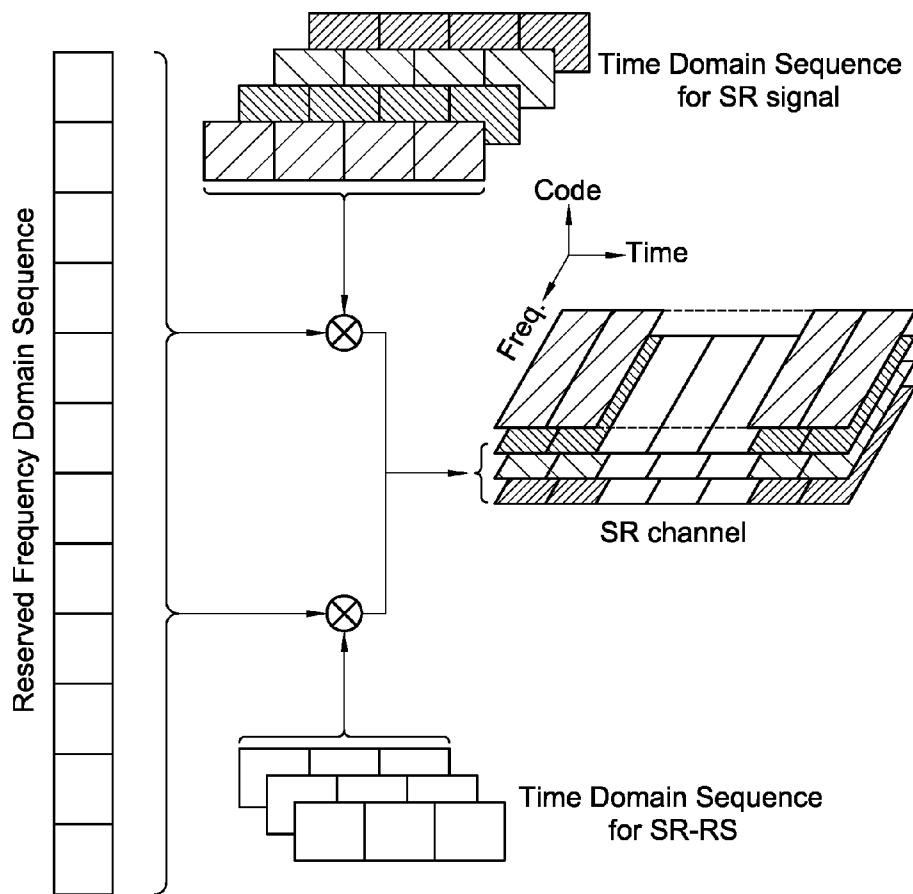 Time Domain Sequence
for SR signal
Reserved Frequency Domain Sequence
Code
Time
Freq.
SR channel
Time Domain Sequence
for SR-RS